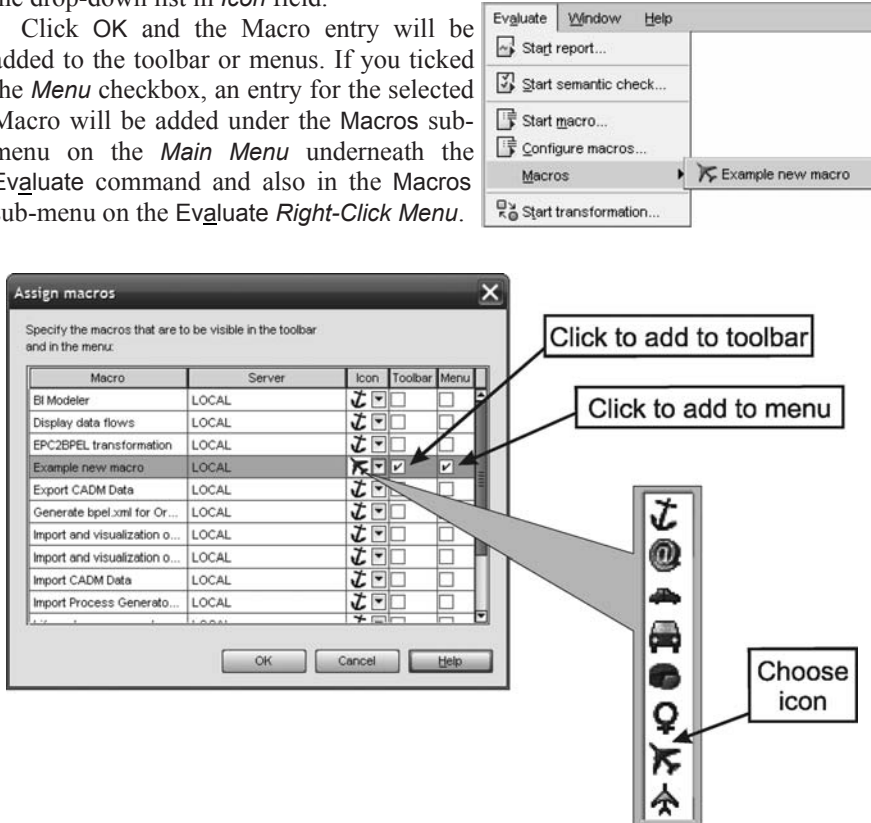 the drop-down list in Icon field.
Click OK and the Macro entry will be
added to the toolbar or menus. If you ticked
the Menu checkbox, an entry for the selected
Macro will be added under the Macros sub-
menu on the Main Menu underneath the
Evaluate command and also in the Macros
sub-menu on the Evaluate Right-Click Menu.
Evaluate Window Help
Start report...
Start semantic check...
Start macro...
Configure macros...
Macros
Example new macro
Start transformation...
Assign macros
Specify the macros that are to be visible in the toolbar
and in the menu:
Macro Server Icon Toolbar Menu
BI Modeler LOCAL
Display data flows LOCAL
EPC2BPEL transformation LOCAL
Example new macro LOCAL
Export CADM Data LOCAL
Generate bpel.xml for Or... LOCAL
Import and visualization o... LOCAL
Import and visualization o... LOCAL
Import CADM Data LOCAL
Import Process Generato... LOCAL
OK Cancel Help
Click to add to toolbar
Click to add to menu
Choose
icon